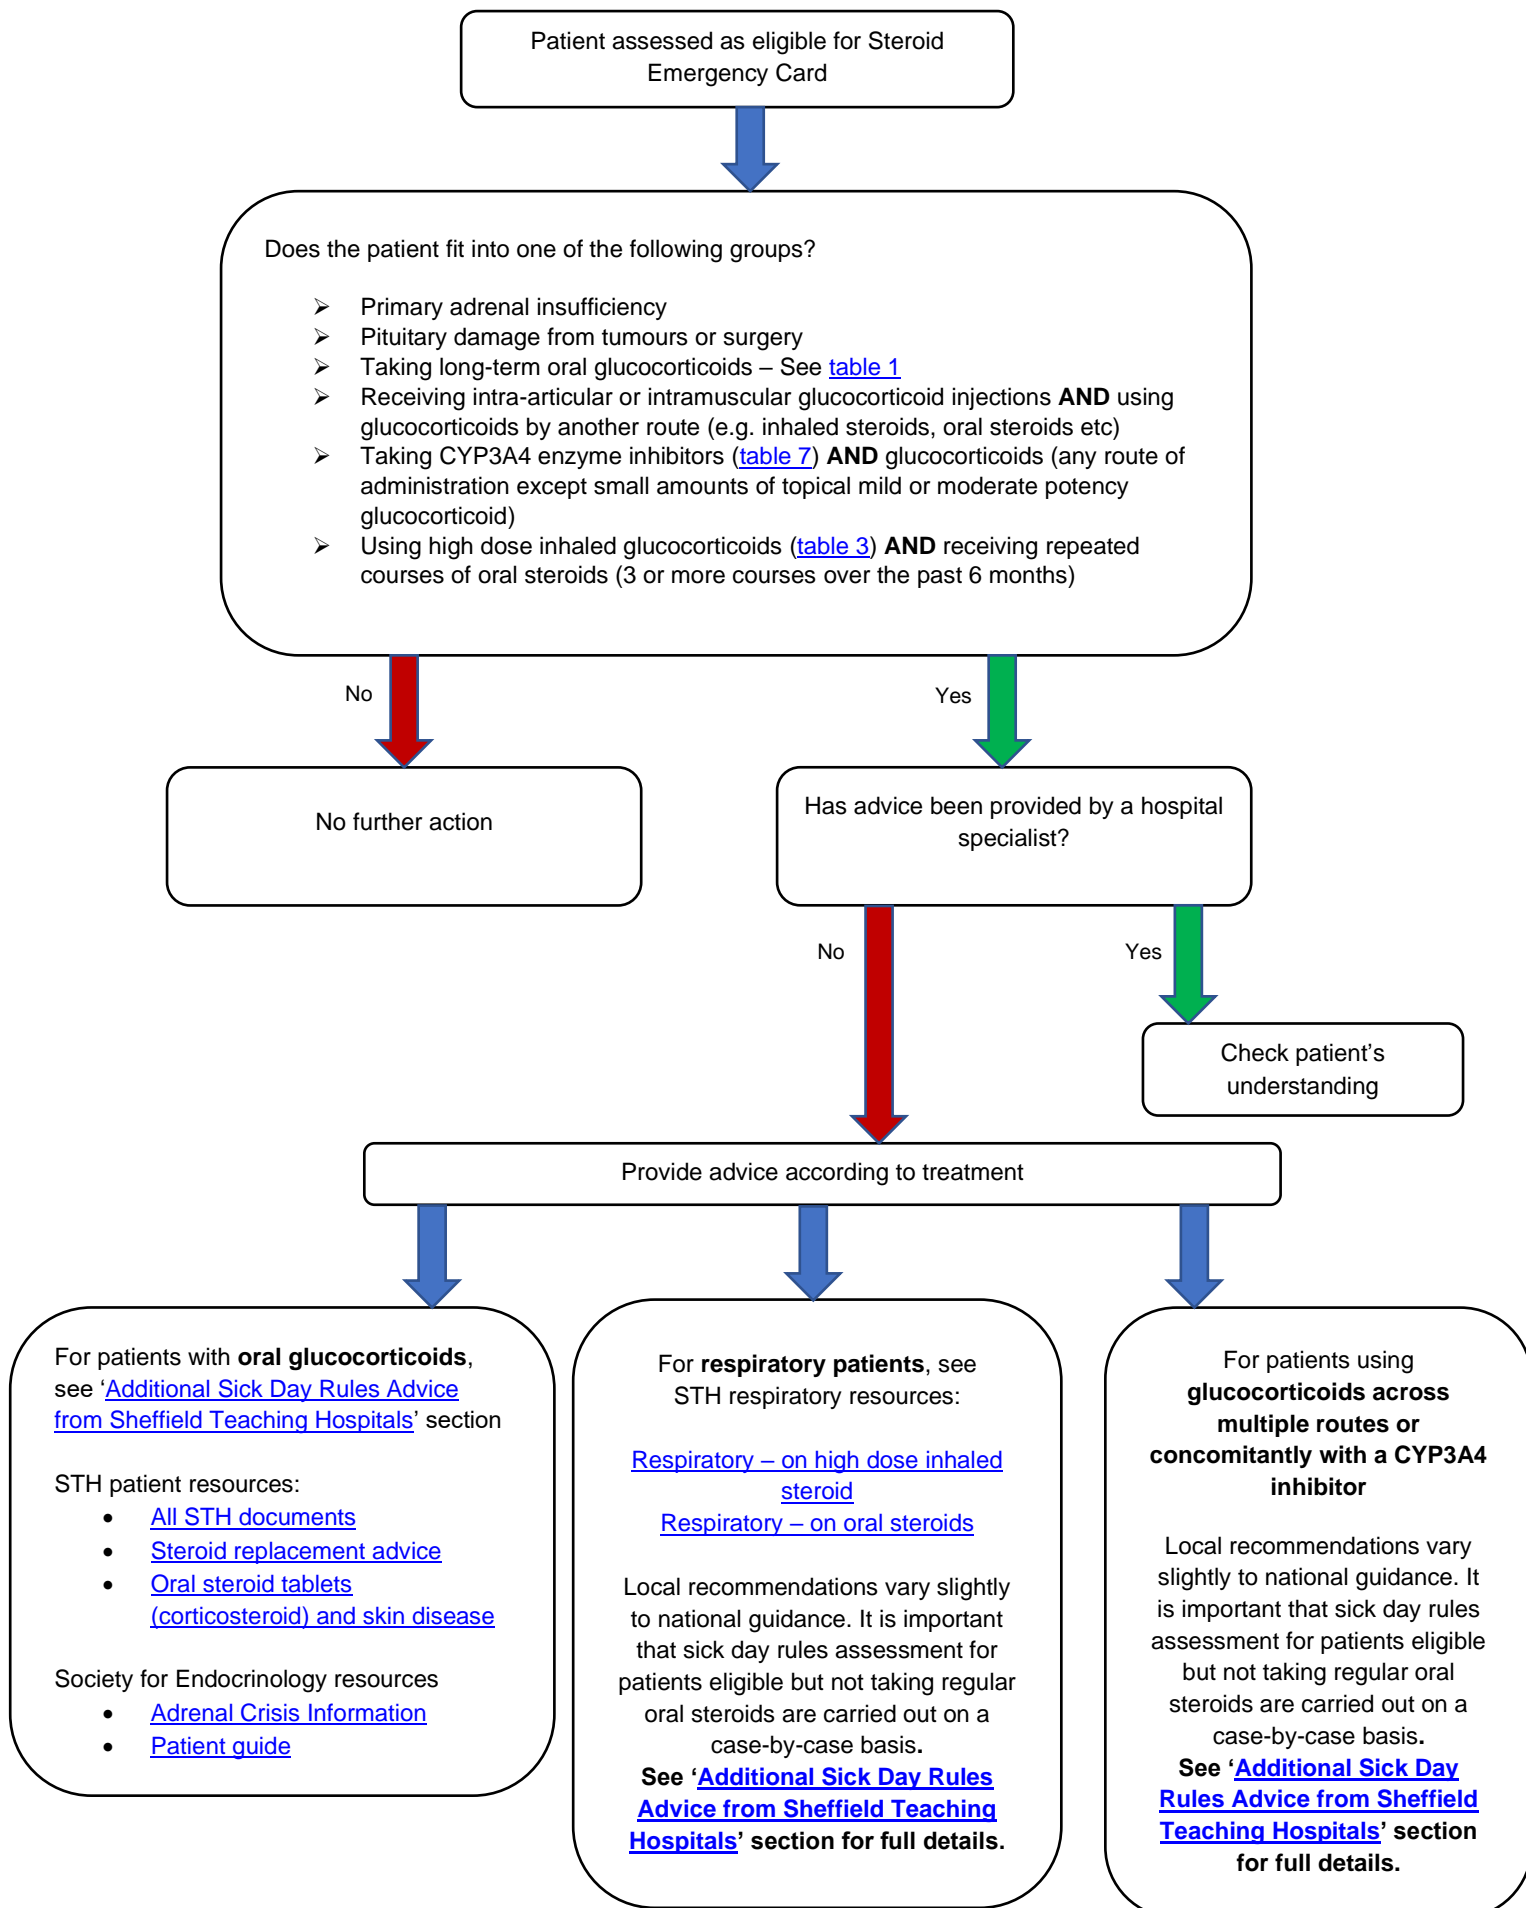 Patient assessed as eligible for Steroid
Emergency Card
Does the patient fit into one of the following groups?
➢ Primary adrenal insufficiency
➢ Pituitary damage from tumours or surgery
➢ Taking long-term oral glucocorticoids – See table 1
➢ Receiving intra-articular or intramuscular glucocorticoid injections AND using
glucocorticoids by another route (e.g. inhaled steroids, oral steroids etc)
➢ Taking CYP3A4 enzyme inhibitors (table 7) AND glucocorticoids (any route of
administration except small amounts of topical mild or moderate potency
glucocorticoid)
➢ Using high dose inhaled glucocorticoids (table 3) AND receiving repeated
courses of oral steroids (3 or more courses over the past 6 months)
No
Yes
No further action
Has advice been provided by a hospital
specialist?
No
Yes
Check patient’s
understanding
Provide advice according to treatment
For patients with oral glucocorticoids,
see ‘Additional Sick Day Rules Advice
from Sheffield Teaching Hospitals’ section
STH patient resources:
• All STH documents
• Steroid replacement advice
• Oral steroid tablets
(corticosteroid) and skin disease
Society for Endocrinology resources
• Adrenal Crisis Information
• Patient guide
For respiratory patients, see
STH respiratory resources:
Respiratory – on high dose inhaled
steroid
Respiratory – on oral steroids
Local recommendations vary slightly
to national guidance. It is important
that sick day rules assessment for
patients eligible but not taking regular
oral steroids are carried out on a
case-by-case basis.
See ‘Additional Sick Day Rules
Advice from Sheffield Teaching
Hospitals’ section for full details.
For patients using
glucocorticoids across
multiple routes or
concomitantly with a CYP3A4
inhibitor
Local recommendations vary
slightly to national guidance. It
is important that sick day rules
assessment for patients eligible
but not taking regular oral
steroids are carried out on a
case-by-case basis.
See ‘Additional Sick Day
Rules Advice from Sheffield
Teaching Hospitals’ section
for full details.